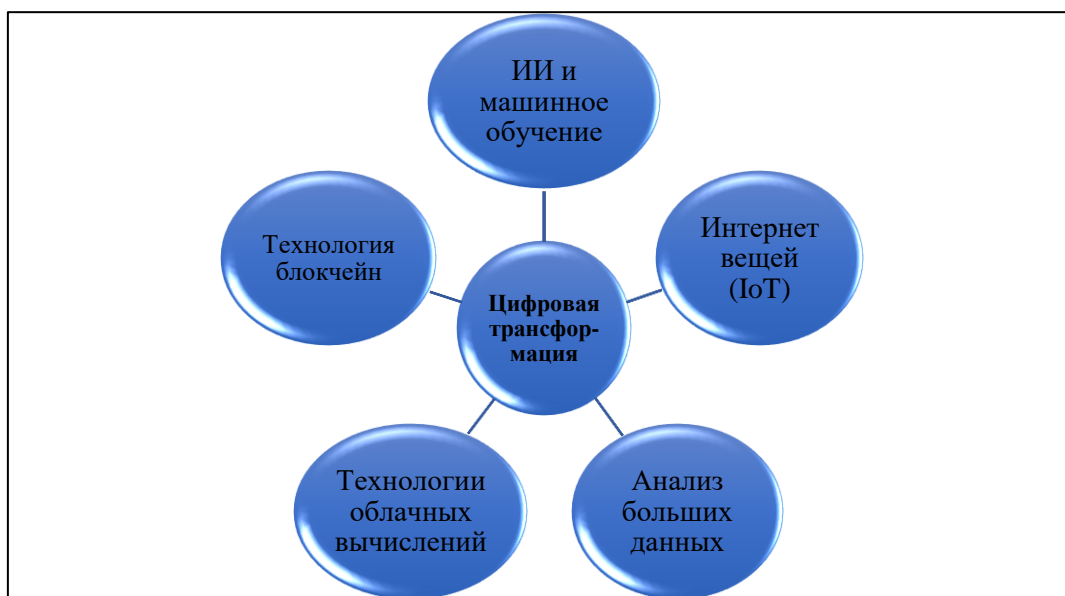 ИИ и
машинное
обучение
Технология
блокчейн
Интернет
вещей
(IoT)
Цифровая
трансфор-
мация
Технологии
облачных
вычислений
Анализ
больших
данных